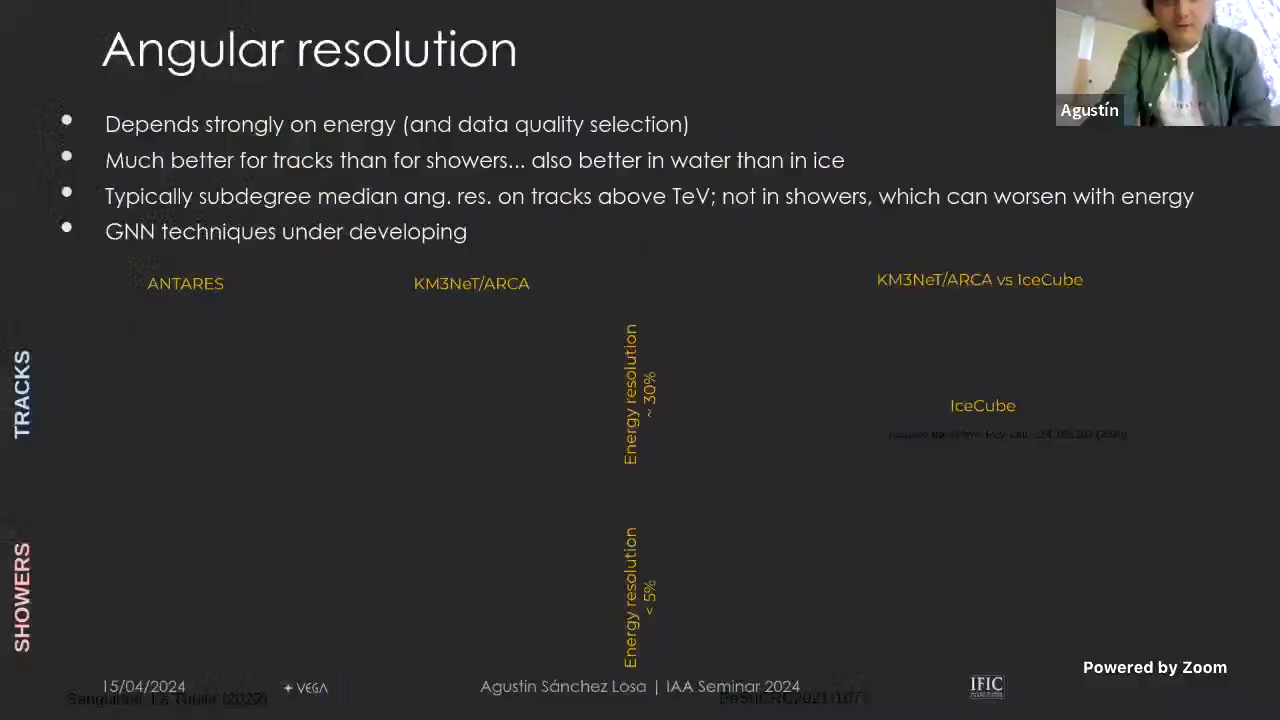 Angular resolution
Agustín
Depends strongly on energy (and data quality selection)
Much better for tracks than for showers... also better in water than in ice
Typically subdegree median ang. res. on tracks above TeV; not in showers, which can worsen with energy
GNN techniques under developing
ANTARES
KM3NeT/ARCA
KM3NeT/ARCA vs IceCube
TRACKS
Energy resolution
~ 30%
IceCube
SHOWERS
Energy resolution
< 5%
Powered by Zoom
15/04/2024
VEGA
Agustín Sánchez Losa | IAA Seminar 2024
IFIC
La Thuile (2022)